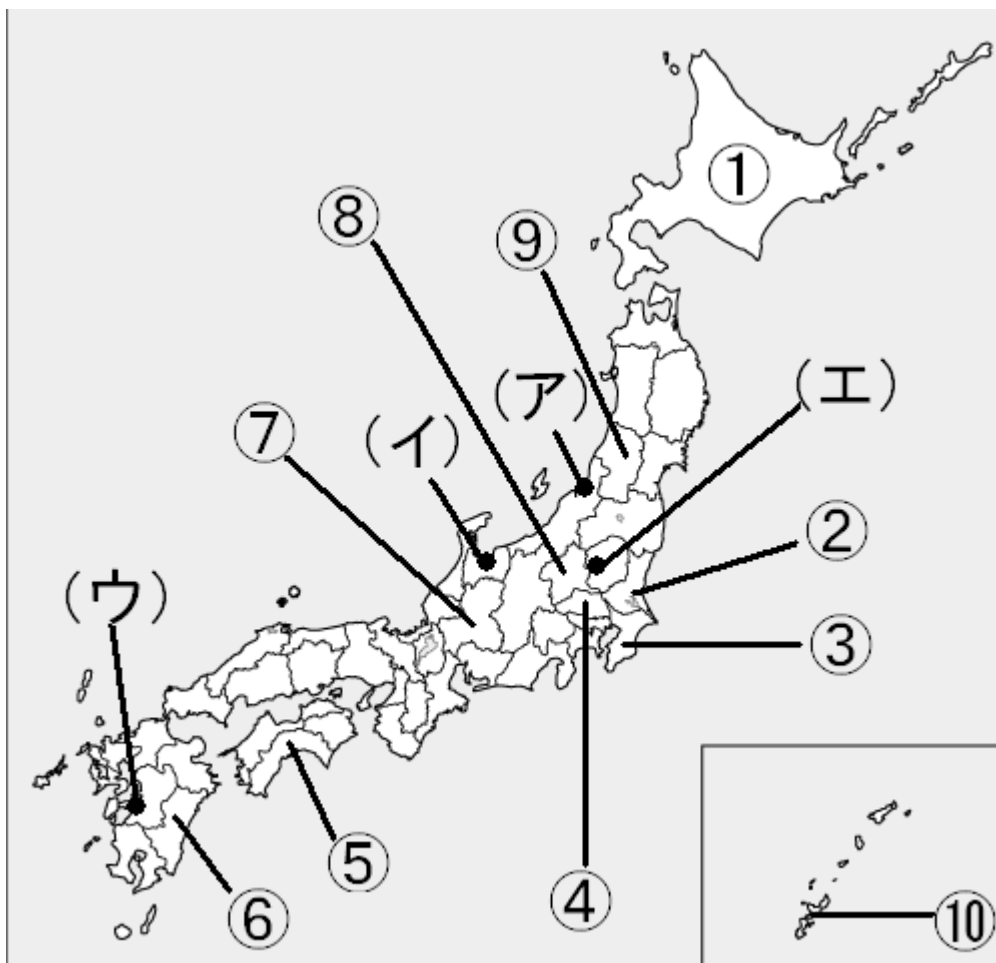 ①
⑧
⑨
(ア)
(エ)
⑦
(イ)
②
(ウ)
③
⑤
④
⑥
⑩